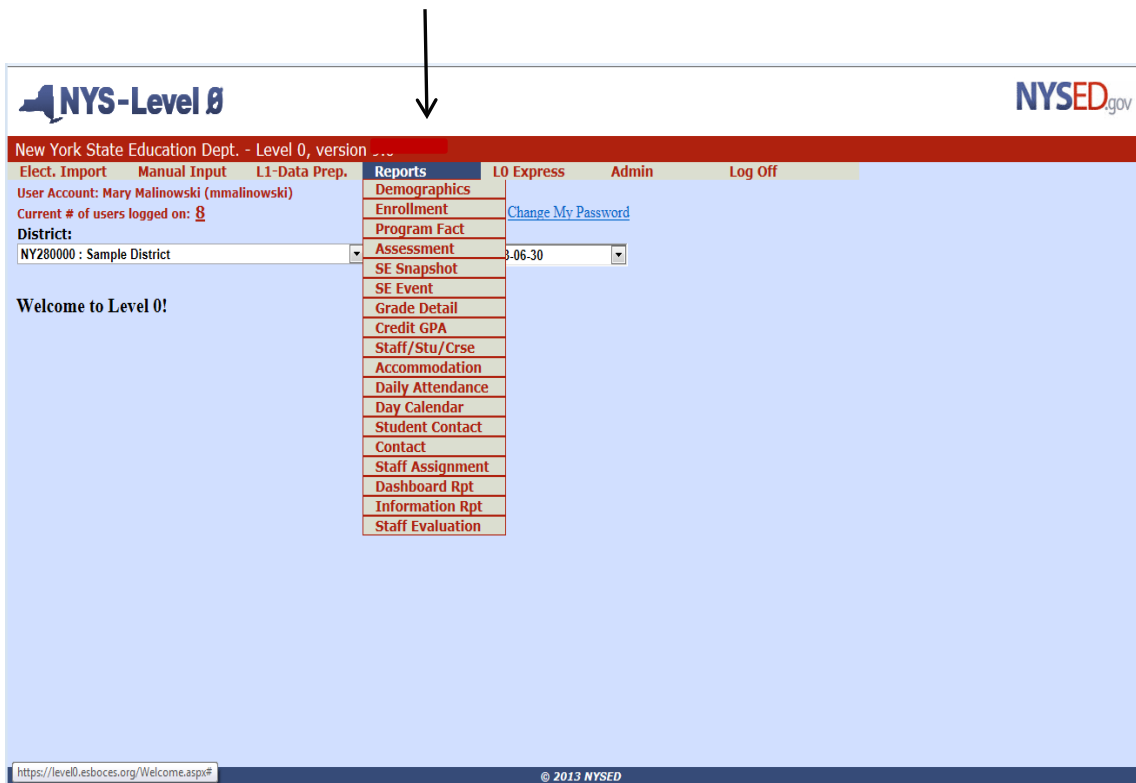 NYS-Level 0
NYSED.gov
New York State Education Dept. - Level 0, version
Elect. Import Manual Input L1-Data Prep. Reports L0 Express Admin Log Off
User Account: Mary Malinowski (mmalinowski)
Current # of users logged on: 8 Change My Password
District:
NY280000 : Sample District 3-06-30
Welcome to Level 0!
Demographics
Enrollment
Program Fact
Assessment
SE Snapshot
SE Event
Grade Detail
Credit GPA
Staff/Stu/Crse
Accommodation
Daily Attendance
Day Calendar
Student Contact
Contact
Staff Assignment
Dashboard Rpt
Information Rpt
Staff Evaluation
https://level0.esboces.org/Welcome.aspx#
© 2013 NYSED